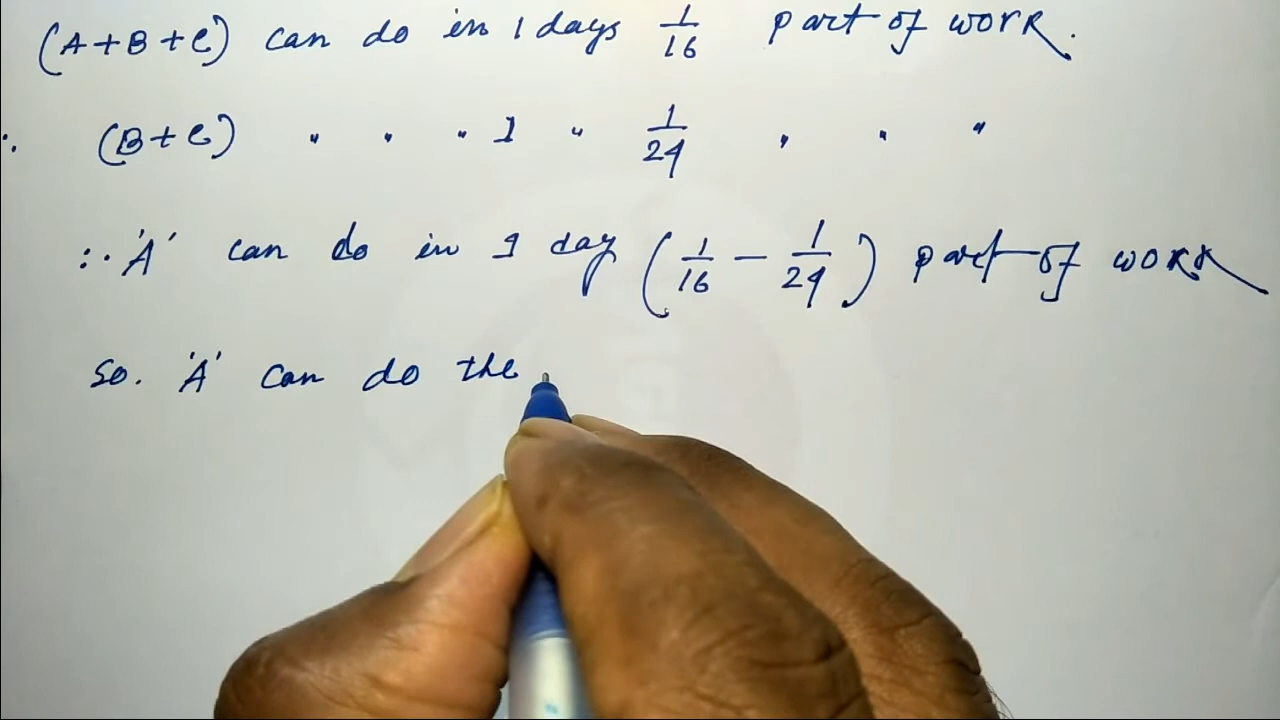 (A+B+C) can do in 1 days 1/16 part of work.
∴ (B+C) " " " 1 " 1/24 " " "
∴ 'A' can do in 1 day (1/16 − 1/24) part of work
So. 'A' can do the